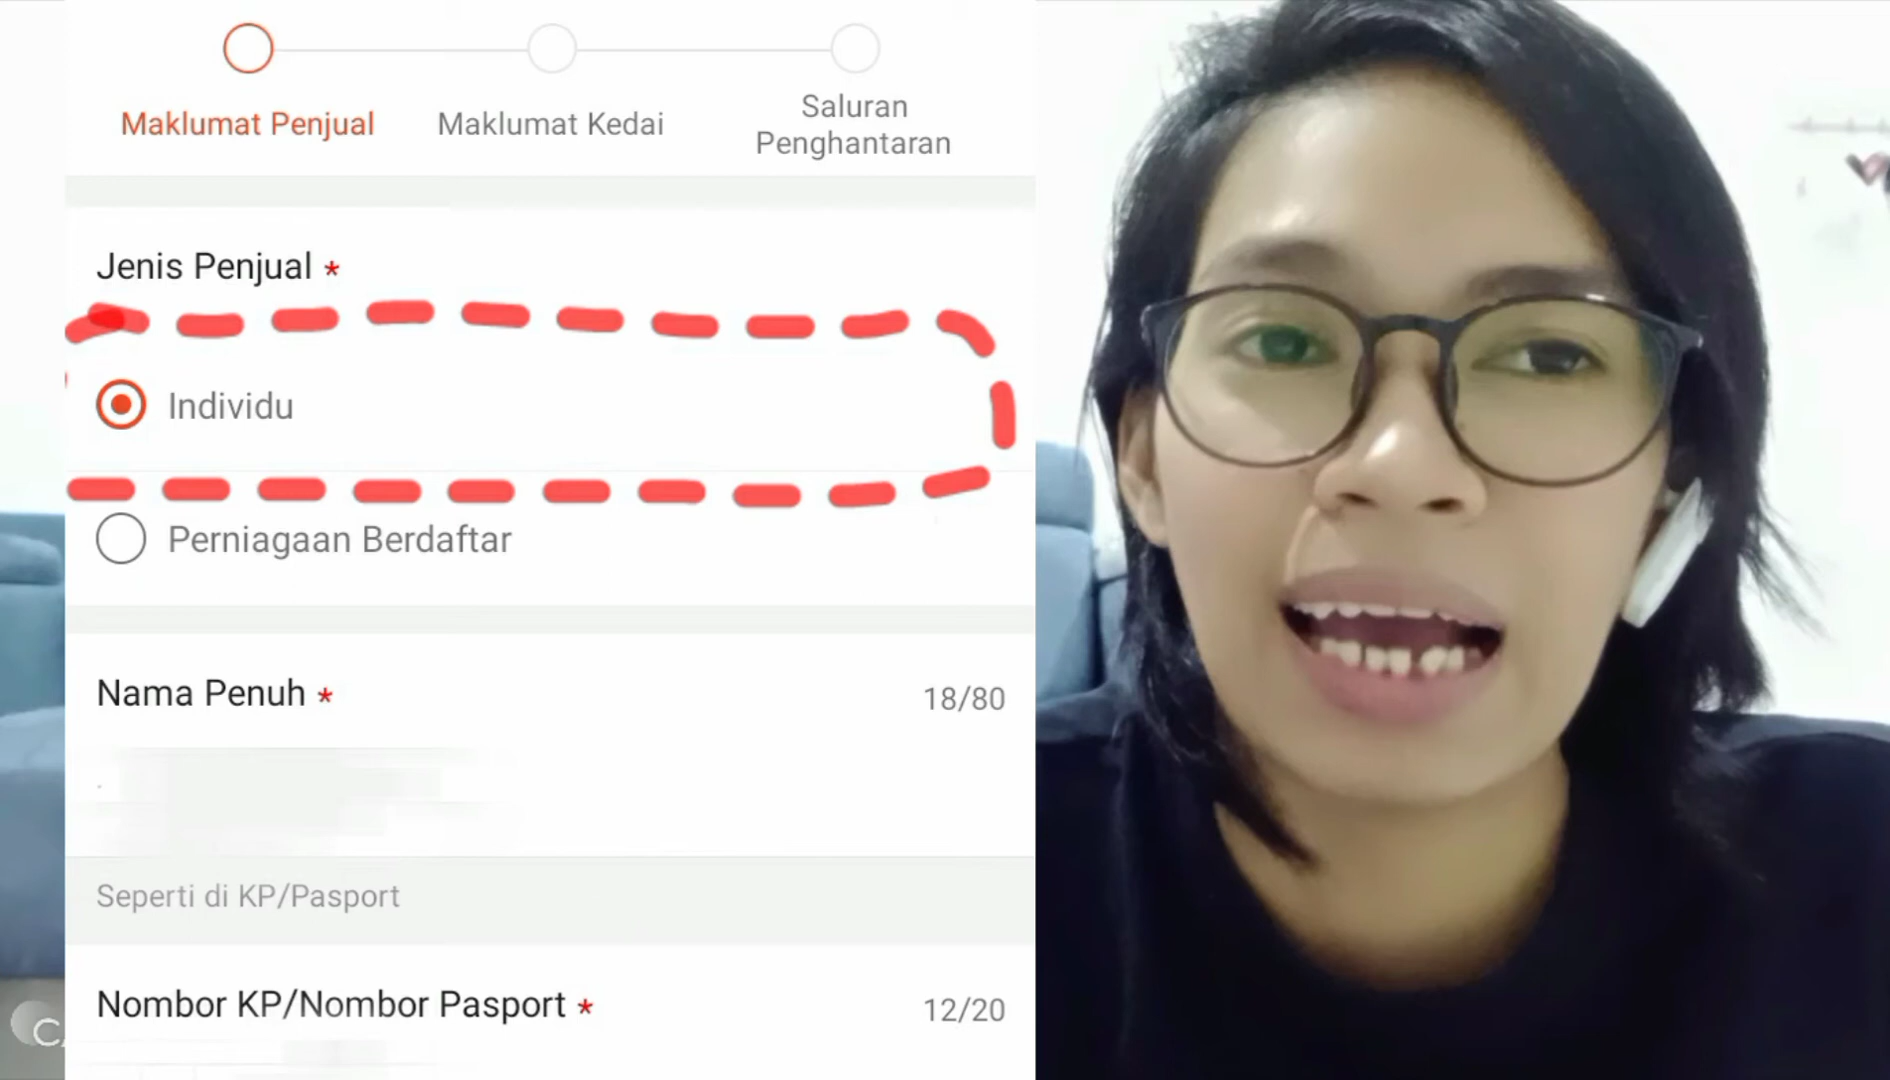 Maklumat Penjual
Maklumat Kedai
Saluran
Penghantaran
Jenis Penjual *
Individu
Perniagaan Berdaftar
Nama Penuh *
18/80
Seperti di KP/Pasport
Nombor KP/Nombor Pasport *
12/20